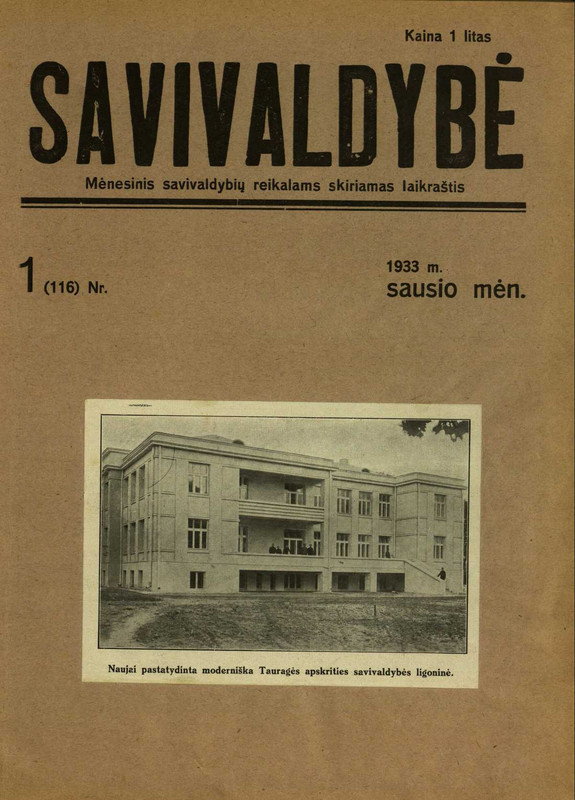 Kaina 1 litas
SAVIVALDYBĖ
Mėnesinis savivaldybių reikalams skiriamas laikraštis
1 (116) Nr.
1933 m.
sausio mėn.
Naujai pastatydinta moderniška Tauragės apskrities savivaldybės ligoninė.